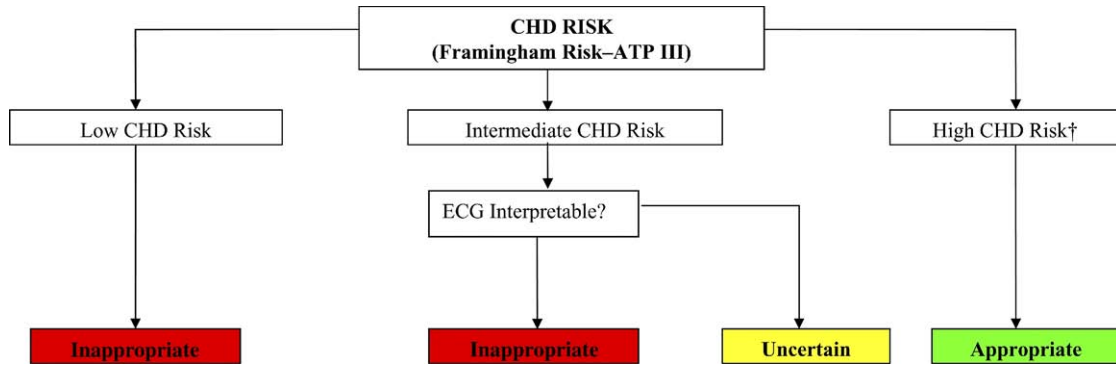 CHD RISK
(Framingham Risk–ATP III)
Low CHD Risk
Intermediate CHD Risk
High CHD Risk†
ECG Interpretable?
Inappropriate
Inappropriate
Uncertain
Appropriate